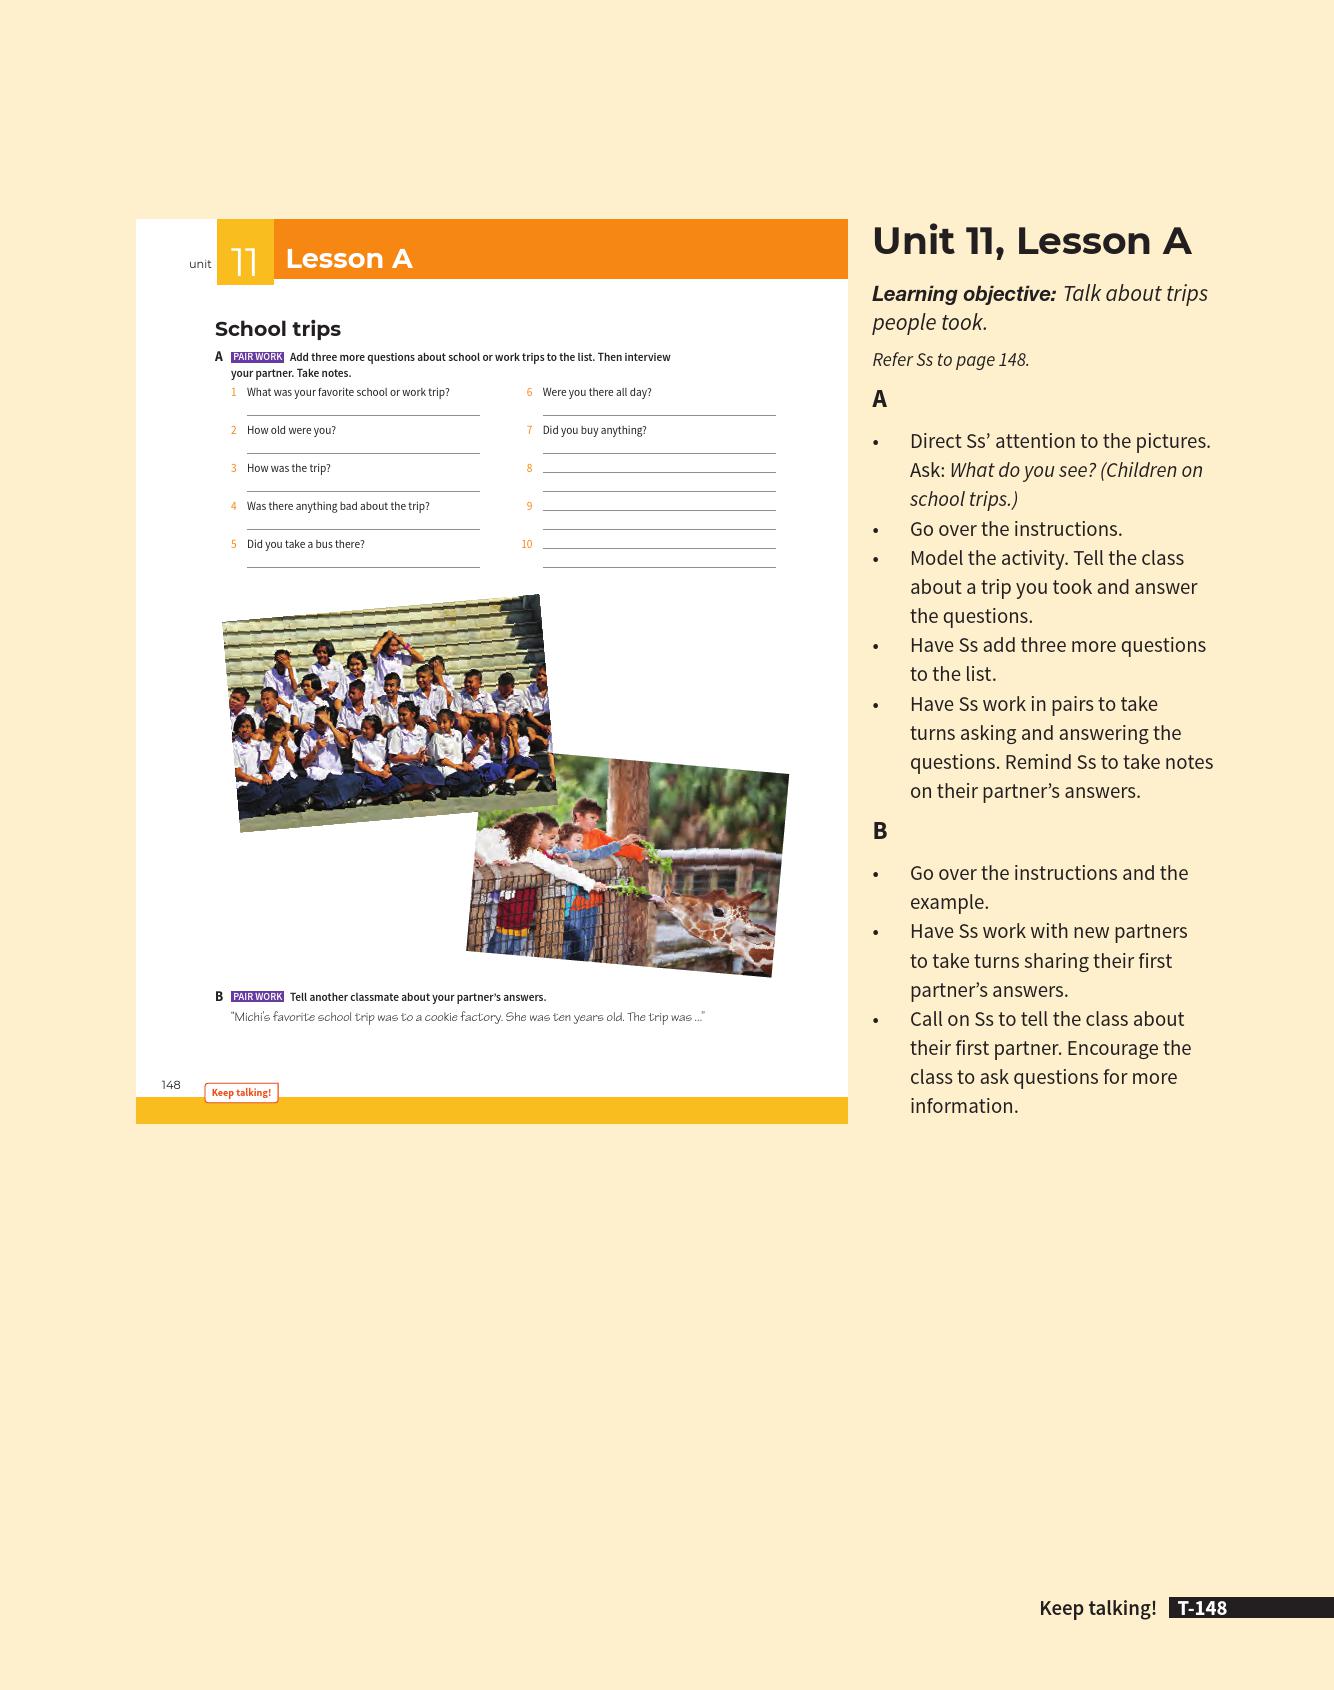 unit 11 Lesson A
School trips
A PAIR WORK Add three more questions about school or work trips to the list. Then interview
your partner. Take notes.
1 What was your favorite school or work trip?
2 How old were you?
3 How was the trip?
4 Was there anything bad about the trip?
5 Did you take a bus there?
6 Were you there all day?
7 Did you buy anything?
8
9
10
B PAIR WORK Tell another classmate about your partner’s answers.
“Michi’s favorite school trip was to a cookie factory. She was ten years old. The trip was ...”
148
Keep talking!
Unit 11, Lesson A
Learning objective: Talk about trips
people took.
Refer Ss to page 148.
A
• Direct Ss’ attention to the pictures.
Ask: What do you see? (Children on
school trips.)
• Go over the instructions.
• Model the activity. Tell the class
about a trip you took and answer
the questions.
• Have Ss add three more questions
to the list.
• Have Ss work in pairs to take
turns asking and answering the
questions. Remind Ss to take notes
on their partner’s answers.
B
• Go over the instructions and the
example.
• Have Ss work with new partners
to take turns sharing their first
partner’s answers.
• Call on Ss to tell the class about
their first partner. Encourage the
class to ask questions for more
information.
Keep talking! T-148